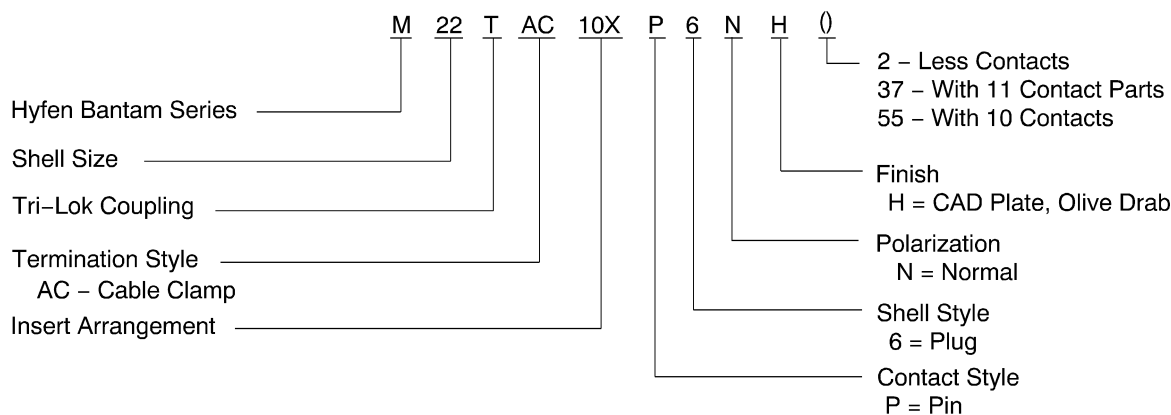 M 22 T AC 10X P 6 N H ()
Hyfen Bantam Series
Shell Size
Tri–Lok Coupling
Termination Style
AC – Cable Clamp
Insert Arrangement
2 – Less Contacts
37 – With 11 Contact Parts
55 – With 10 Contacts
Finish
H = CAD Plate, Olive Drab
Polarization
N = Normal
Shell Style
6 = Plug
Contact Style
P = Pin